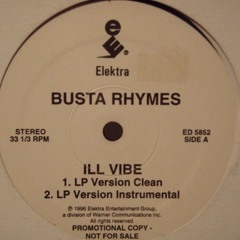 Elektra
BUSTA RHYMES
STEREO
33 1/3 RPM
ED 5852
SIDE A
ILL VIBE
1. LP Version Clean
2. LP Version Instrumental
℗ 1996 Elektra Entertainment Group,
a division of Warner Communications Inc.
All Rights Reserved.
PROMOTIONAL COPY -
NOT FOR SALE